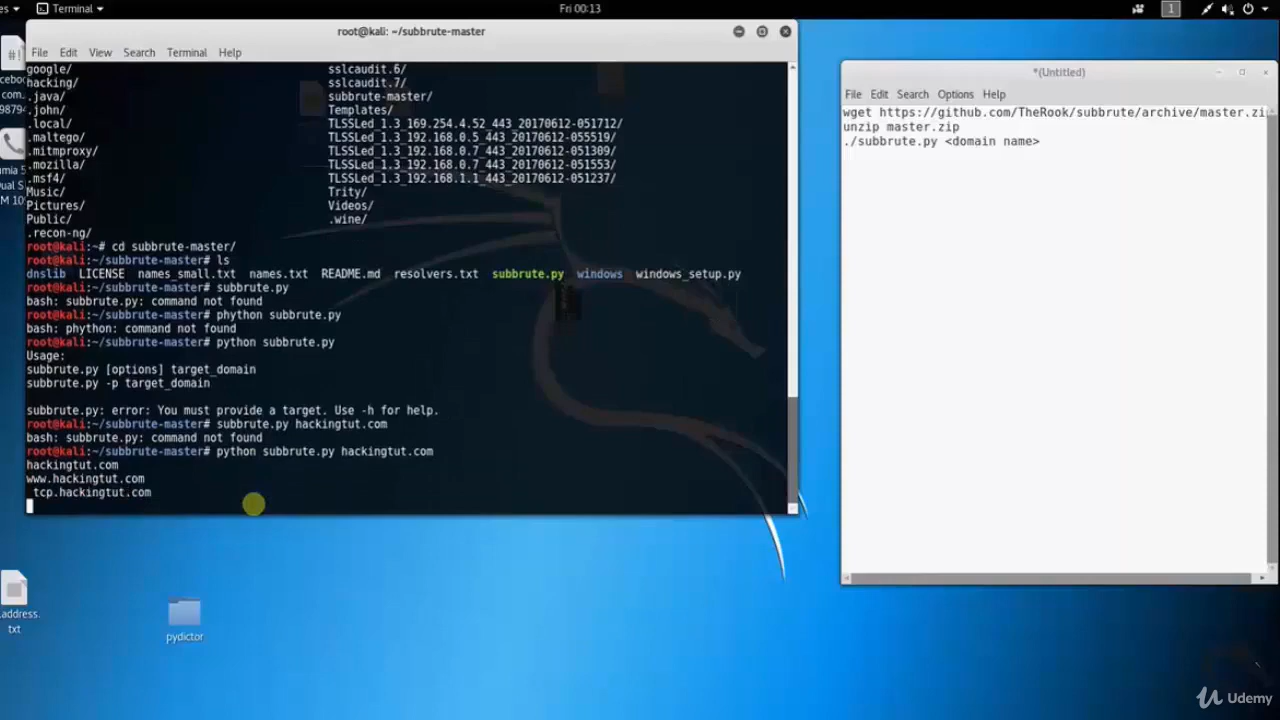 Terminal
Fri 00:13
1
root@kali: ~/subbrute-master
File Edit View Search Terminal Help
google/ sslcaudit.6/
hacking/ sslcaudit.7/
.java/ subbrute-master/
.john/ Templates/
.local/ TLSSLed_1.3_169.254.4.52_443_20170612-051712/
.maltego/ TLSSLed_1.3_192.168.0.5_443_20170612-055519/
.mitmproxy/ TLSSLed_1.3_192.168.0.7_443_20170612-051309/
.mozilla/ TLSSLed_1.3_192.168.0.7_443_20170612-051553/
.msf4/ TLSSLed_1.3_192.168.1.1_443_20170612-051237/
Music/ Trity/
Pictures/ Videos/
Public/ .wine/
.recon-ng/
root@kali:~# cd subbrute-master/
root@kali:~/subbrute-master# ls
dnslib LICENSE names_small.txt names.txt README.md resolvers.txt subbrute.py windows windows_setup.py
root@kali:~/subbrute-master# subbrute.py
bash: subbrute.py: command not found
root@kali:~/subbrute-master# phython subbrute.py
bash: phython: command not found
root@kali:~/subbrute-master# python subbrute.py
Usage:
subbrute.py [options] target_domain
subbrute.py -p target_domain
subbrute.py: error: You must provide a target. Use -h for help.
root@kali:~/subbrute-master# subbrute.py hackingtut.com
bash: subbrute.py: command not found
root@kali:~/subbrute-master# python subbrute.py hackingtut.com
hackingtut.com
www.hackingtut.com
_tcp.hackingtut.com
*(Untitled)
File Edit Search Options Help
wget https://github.com/TheRook/subbrute/archive/master.zi
unzip master.zip
./subbrute.py <domain name>
#!
cebo
com.
9879
umia 5
Dual S
M 10
.address.
txt
pydictor
Udemy